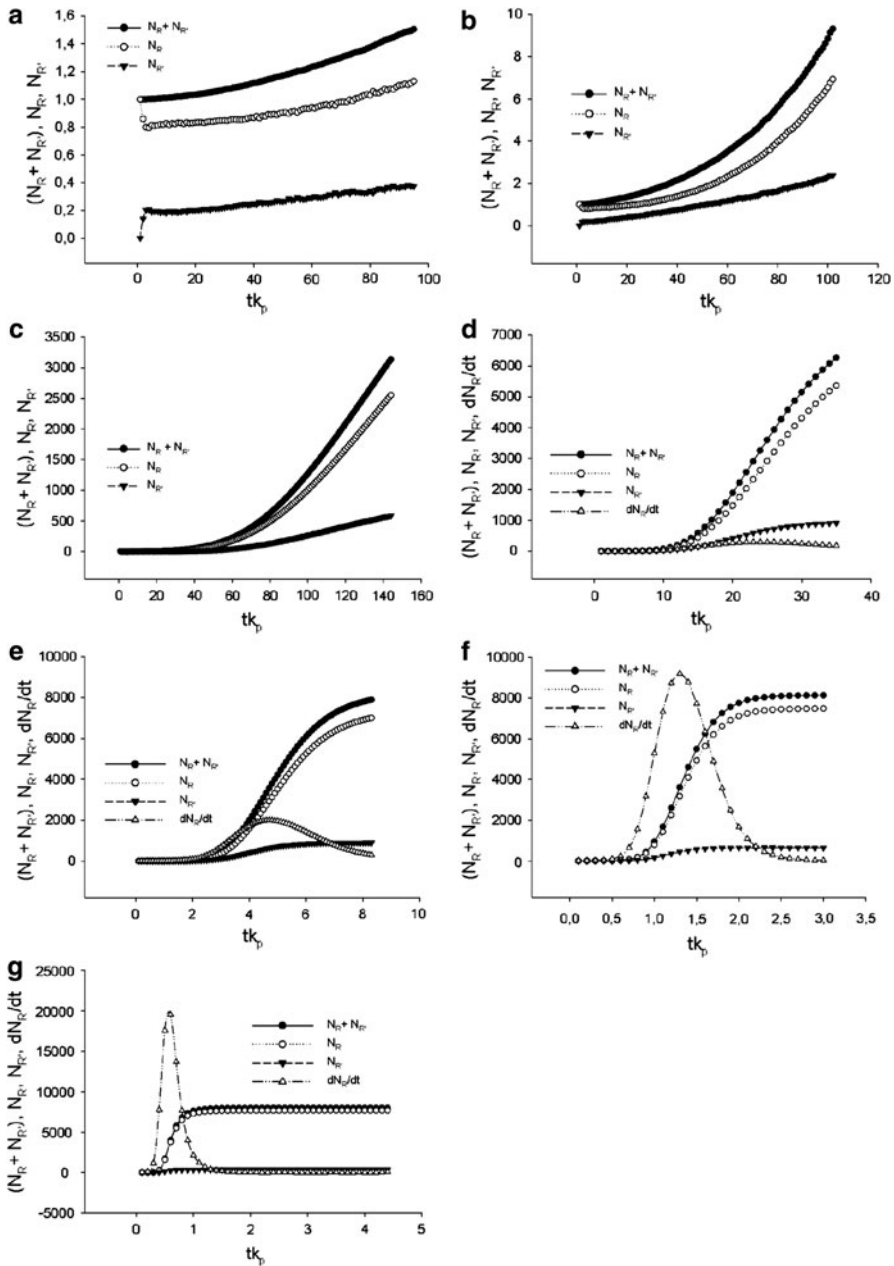 a
1,6
1,4
1,2
1,0
0,8
0,6
0,4
0,2
0,0
(N_R + N_R'), N_R, N_R'
N_R + N_R'
N_R
N_R'
0 20 40 60 80 100
tk_p
b
10
8
6
4
2
0
(N_R + N_R'), N_R, N_R'
N_R + N_R'
N_R
N_R'
0 20 40 60 80 100 120
tk_p
c
3500
3000
2500
2000
1500
1000
500
0
(N_R + N_R'), N_R, N_R'
N_R + N_R'
N_R
N_R'
0 20 40 60 80 100 120 140 160
tk_p
d
7000
6000
5000
4000
3000
2000
1000
0
(N_R + N_R'), N_R, N_R', dN_R/dt
N_R + N_R'
N_R
N_R'
dN_R/dt
0 10 20 30 40
tk_p
e
10000
8000
6000
4000
2000
0
(N_R + N_R'), N_R, N_R', dN_R/dt
N_R + N_R'
N_R
N_R'
dN_R/dt
0 2 4 6 8 10
tk_p
f
10000
8000
6000
4000
2000
0
(N_R + N_R'), N_R, N_R', dN_R/dt
N_R + N_R'
N_R
N_R'
dN_R/dt
0,0 0,5 1,0 1,5 2,0 2,5 3,0 3,5
tk_p
g
25000
20000
15000
10000
5000
0
-5000
(N_R + N_R'), N_R, N_R', dN_R/dt
N_R + N_R'
N_R
N_R'
dN_R/dt
0 1 2 3 4 5
tk_p